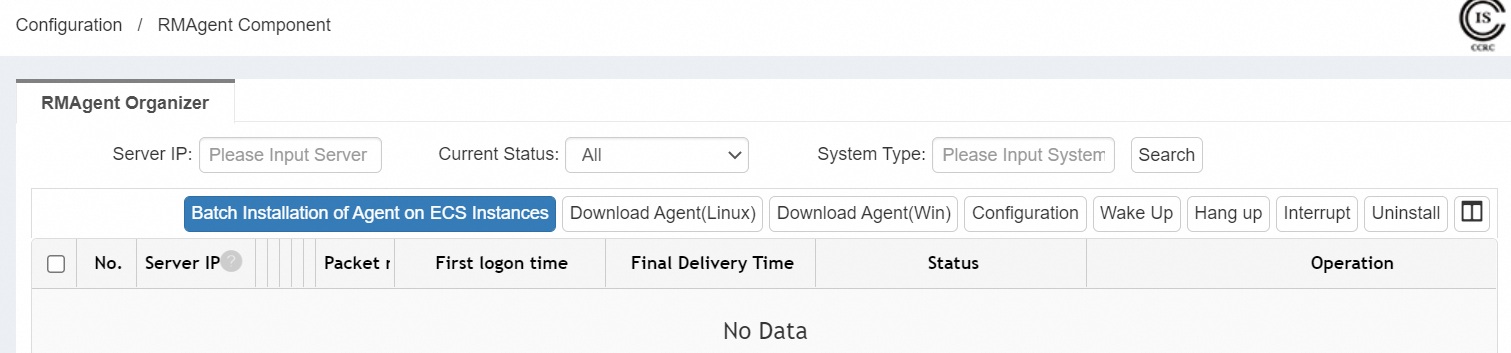 Configuration / RMAgent Component
IS
CCRC
RMAgent Organizer
Server IP: Please Input Server Current Status: All System Type: Please Input System Search
Batch Installation of Agent on ECS Instances Download Agent(Linux) Download Agent(Win) Configuration Wake Up Hang up Interrupt Uninstall
No. Server IP ? Packet First logon time Final Delivery Time Status Operation
No Data